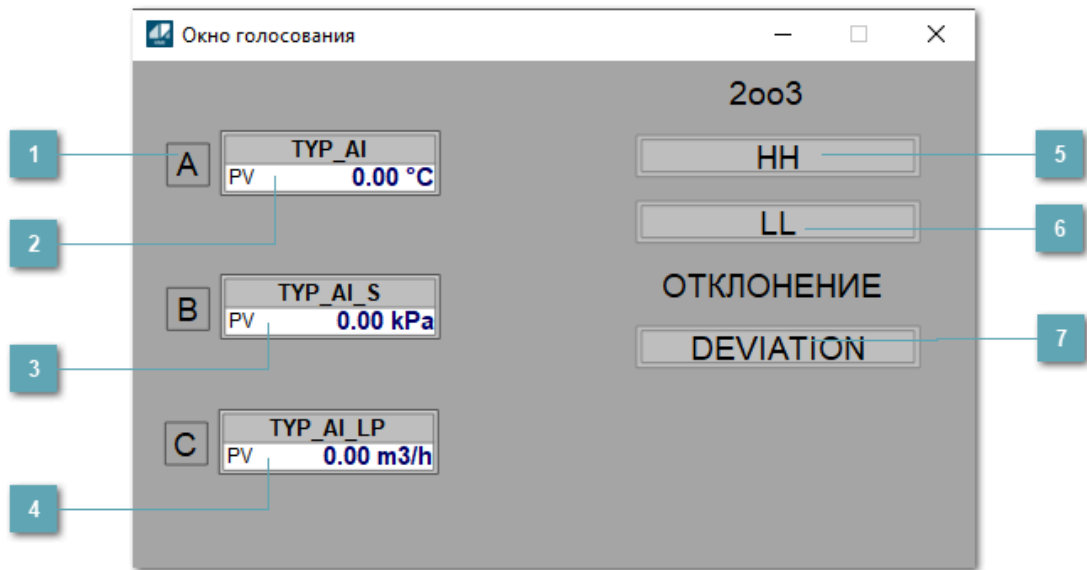 Окно голосования
2oo3
1
A
TYP_AI
PV 0.00 °C
HH
5
2
LL
6
B
TYP_AI_S
PV 0.00 kPa
ОТКЛОНЕНИЕ
3
DEVIATION
7
C
TYP_AI_LP
PV 0.00 m3/h
4